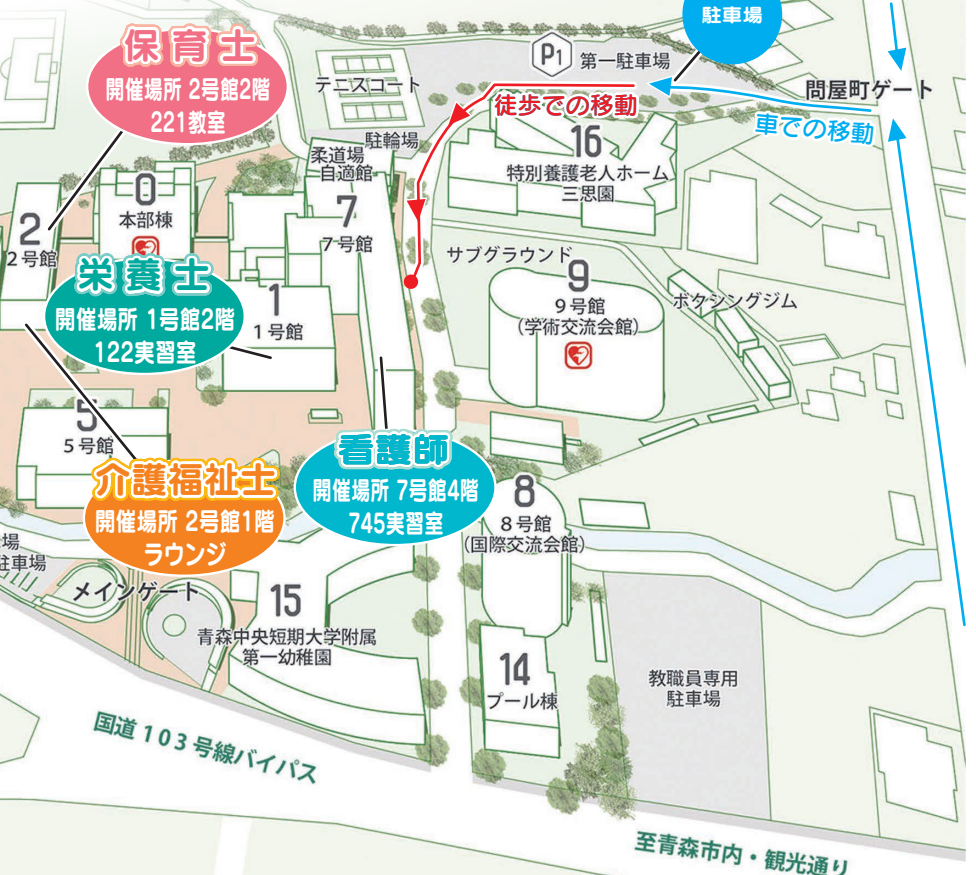 駐車場
保育士
開催場所 2号館2階
221教室
P1 第一駐車場
テニスコート
問屋町ゲート
徒歩での移動
車での移動
駐輪場
柔道場
自適館
16
特別養護老人ホーム
三思園
0
本部棟
7
7号館
2
2号館
サブグラウンド
9
9号館
(学術交流会館)
ボクシングジム
栄養士
開催場所 1号館2階
122実習室
1
1号館
5
5号館
看護師
開催場所 7号館4階
745実習室
介護福祉士
開催場所 2号館1階
ラウンジ
8
8号館
(国際交流会館)
場
駐車場
メインゲート
15
青森中央短期大学附属
第一幼稚園
14
プール棟
教職員専用
駐車場
国道103号線バイパス
至青森市内・観光通り